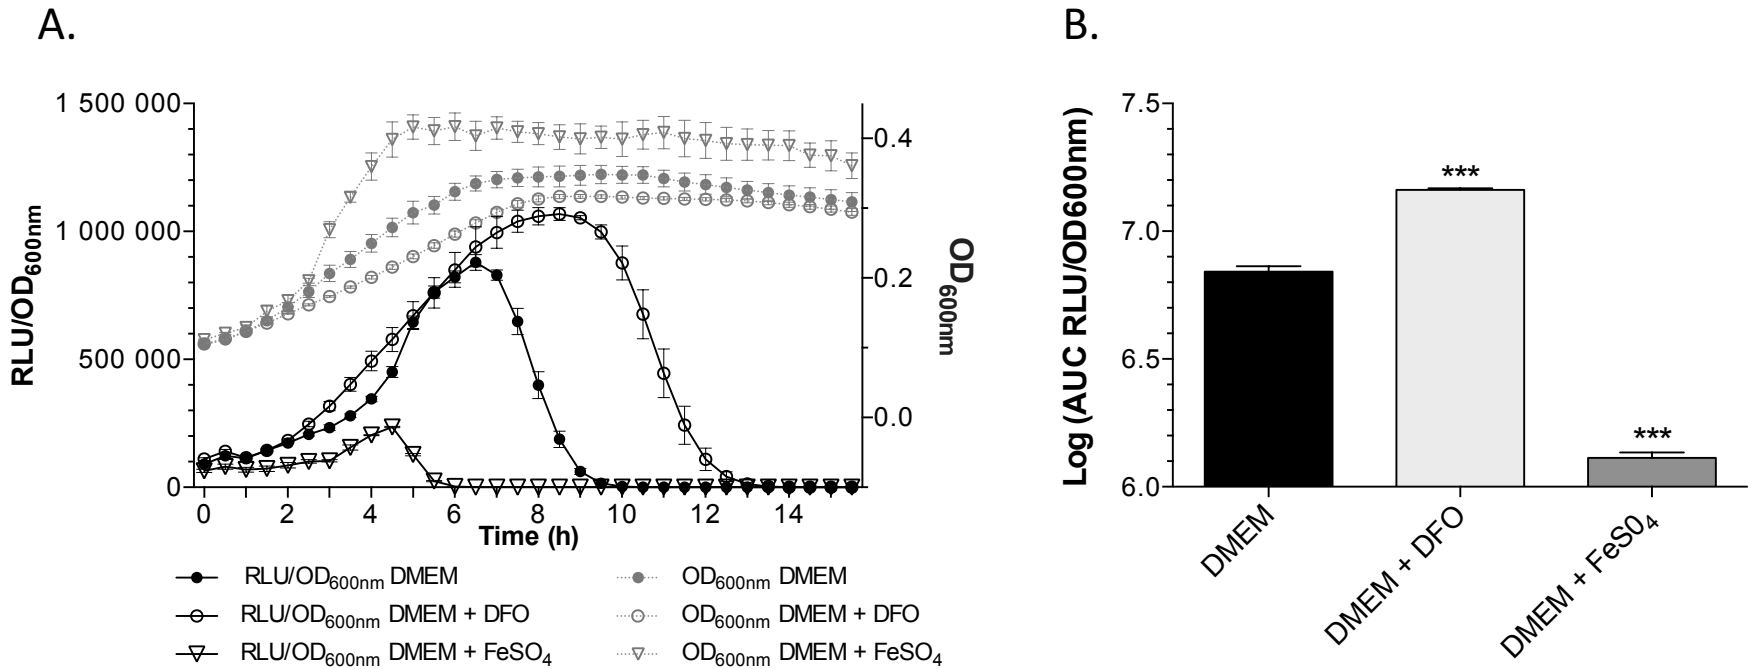 A.
B.
1 500 000
1 000 000
500 000
0
RLU/OD600nm
0.4
0.2
0.0
OD600nm
0 2 4 6 8 10 12 14
Time (h)
RLU/OD600nm DMEM
OD600nm DMEM
RLU/OD600nm DMEM + DFO
OD600nm DMEM + DFO
RLU/OD600nm DMEM + FeSO4
OD600nm DMEM + FeSO4
Log (AUC RLU/OD600nm)
7.5
7.0
6.5
6.0
***
***
DMEM
DMEM + DFO
DMEM + FeS04